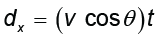 dₓ = (v cosθ)t